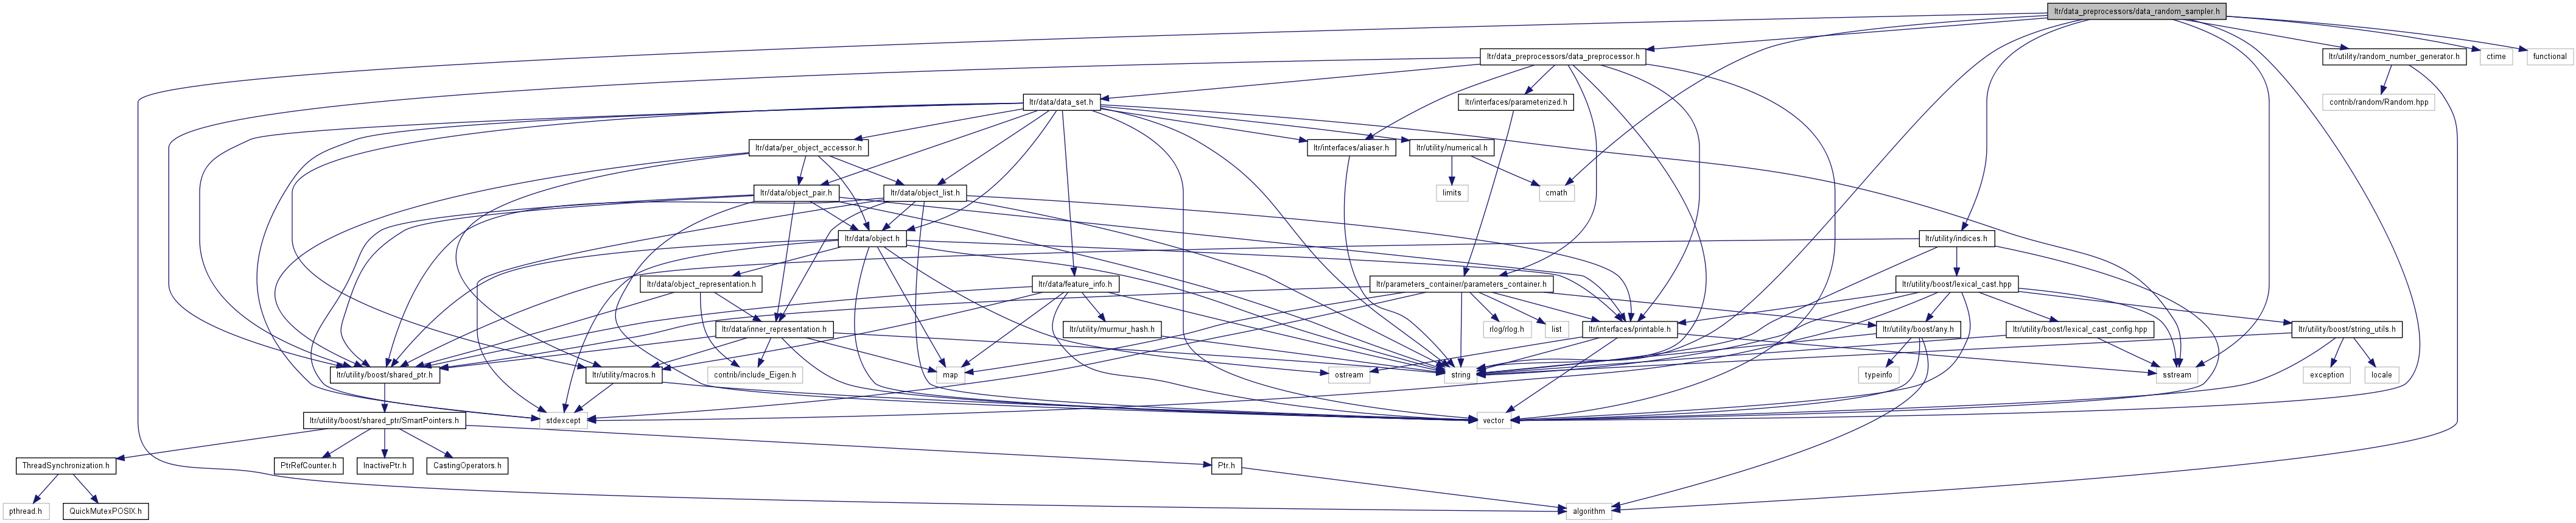 ltr/data_preprocessors/data_random_sampler.h
ltr/data_preprocessors/data_preprocessor.h
ltr/utility/random_number_generator.h
ctime
functional
ltr/data/data_set.h
ltr/interfaces/parameterized.h
contrib/random/Random.hpp
ltr/data/per_object_accessor.h
ltr/interfaces/aliaser.h
ltr/utility/numerical.h
ltr/data/object_pair.h
ltr/data/object_list.h
limits
cmath
ltr/data/object.h
ltr/utility/indices.h
ltr/data/object_representation.h
ltr/data/feature_info.h
ltr/parameters_container/parameters_container.h
ltr/utility/boost/lexical_cast.hpp
ltr/data/inner_representation.h
ltr/utility/murmur_hash.h
rlog/rlog.h
list
ltr/interfaces/printable.h
ltr/utility/boost/any.h
ltr/utility/boost/lexical_cast_config.hpp
ltr/utility/boost/string_utils.h
ltr/utility/boost/shared_ptr.h
ltr/utility/macros.h
contrib/include_Eigen.h
map
ostream
string
typeinfo
sstream
exception
locale
ltr/utility/boost/shared_ptr/SmartPointers.h
stdexcept
vector
ThreadSynchronization.h
PtrRefCounter.h
InactivePtr.h
CastingOperators.h
Ptr.h
pthread.h
QuickMutexPOSIX.h
algorithm